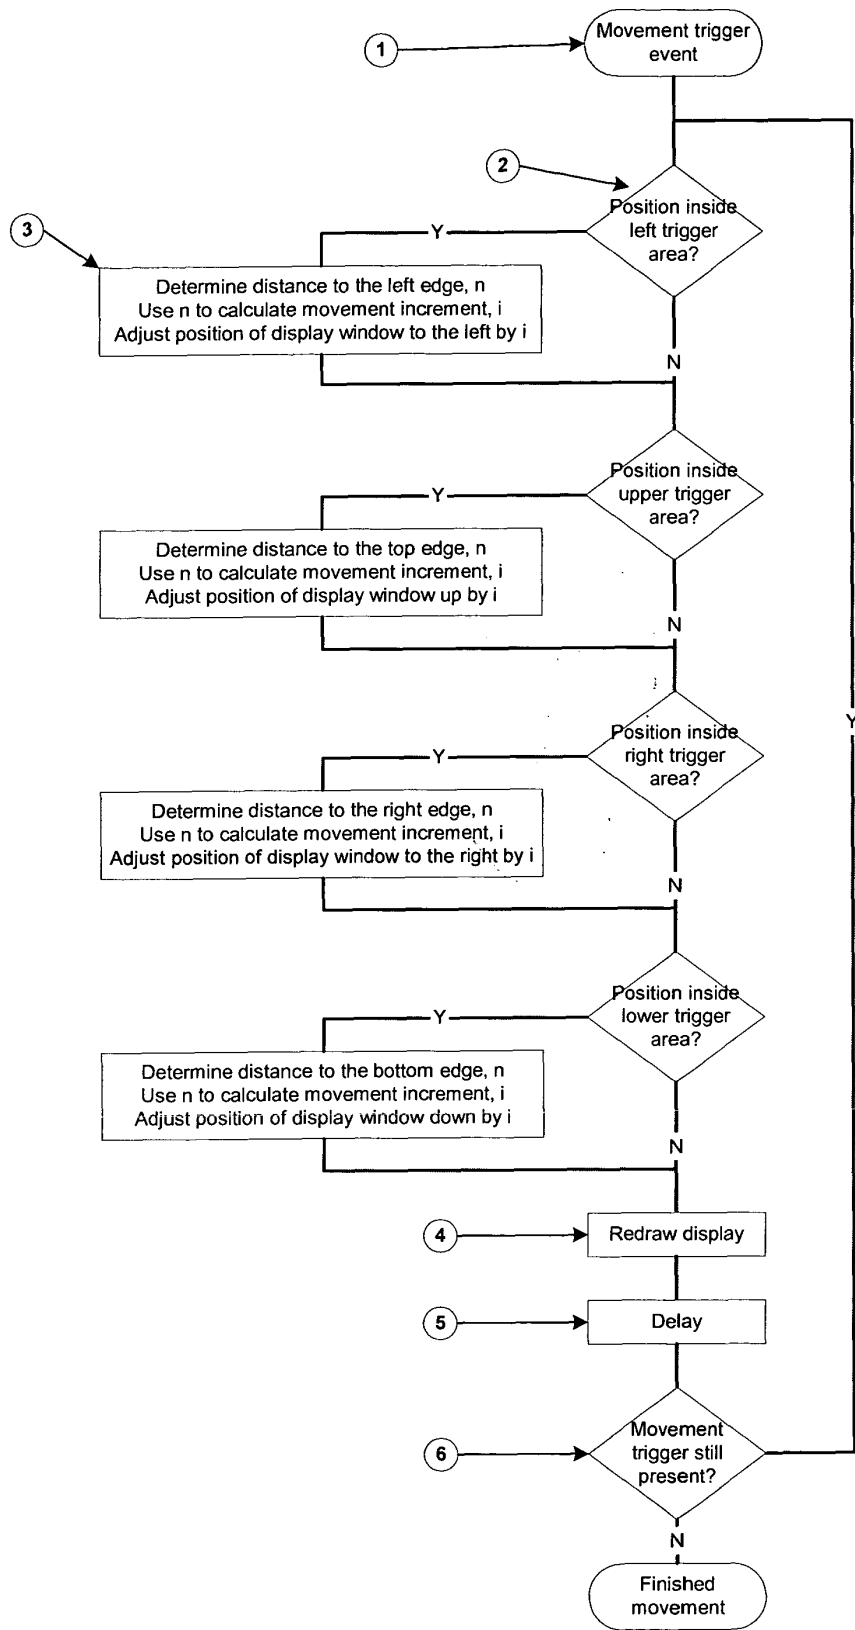 Movement trigger
event
1
2
Position inside
left trigger
area?
3
Y
Determine distance to the left edge, n
Use n to calculate movement increment, i
Adjust position of display window to the left by i
N
Position inside
upper trigger
area?
Y
Determine distance to the top edge, n
Use n to calculate movement increment, i
Adjust position of display window up by i
N
Position inside
right trigger
area?
Y
Y
Determine distance to the right edge, n
Use n to calculate movement increment, i
Adjust position of display window to the right by i
N
Position inside
lower trigger
area?
Y
Determine distance to the bottom edge, n
Use n to calculate movement increment, i
Adjust position of display window down by i
N
4
Redraw display
5
Delay
6
Movement
trigger still
present?
N
Finished
movement